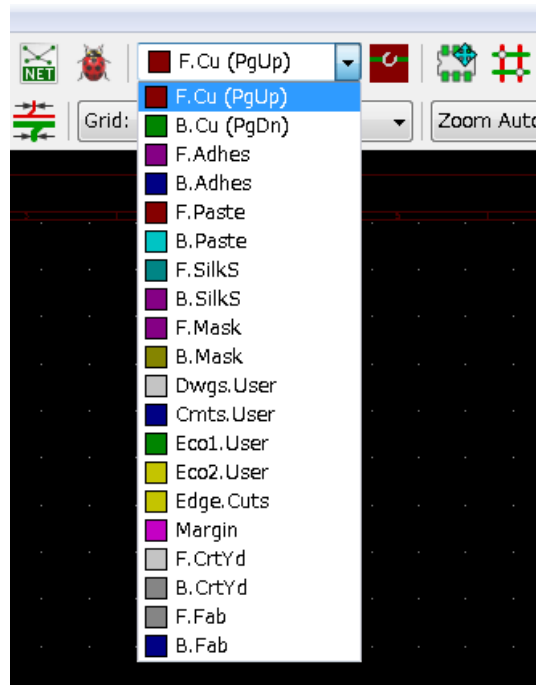 NET
F.Cu (PgUp)
Grid:
Zoom Auto
F.Cu (PgUp)
B.Cu (PgDn)
F.Adhes
B.Adhes
F.Paste
B.Paste
F.SilkS
B.SilkS
F.Mask
B.Mask
Dwgs.User
Cmts.User
Eco1.User
Eco2.User
Edge.Cuts
Margin
F.CrtYd
B.CrtYd
F.Fab
B.Fab